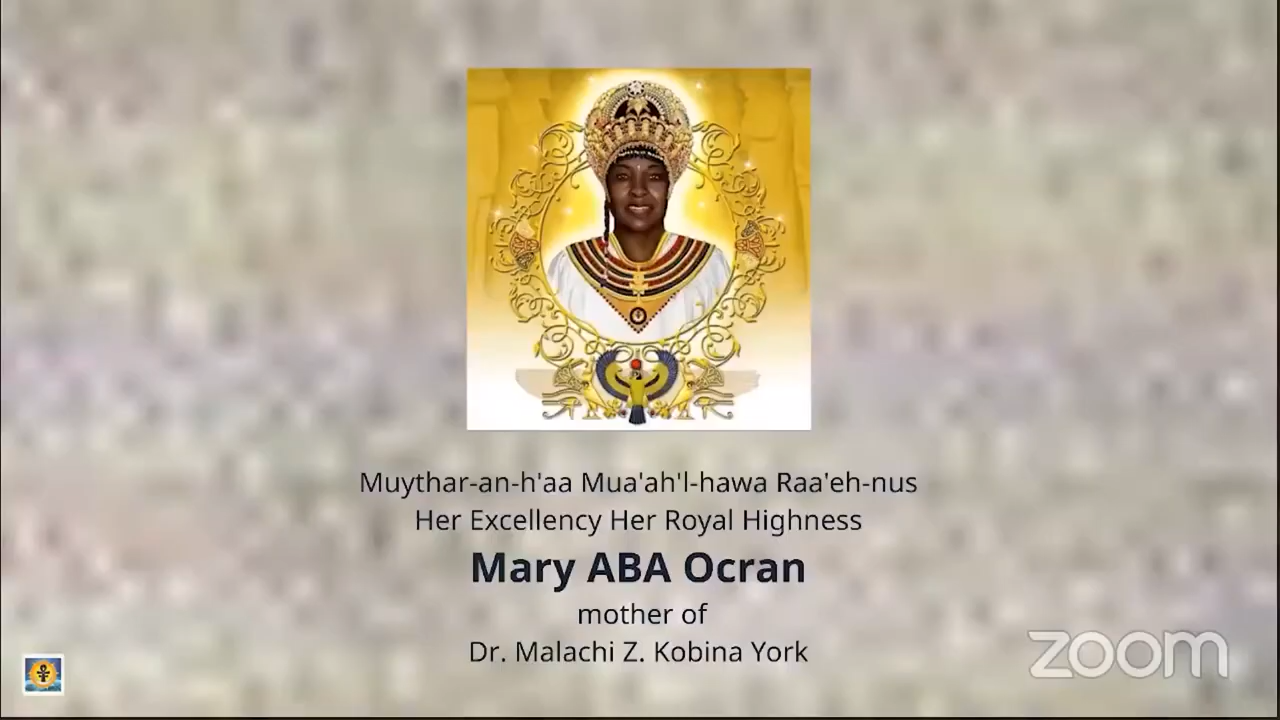 Muythar-an-h'aa Mua'ah'l-hawa Raa'eh-nus
Her Excellency Her Royal Highness
Mary ABA Ocran
mother of
Dr. Malachi Z. Kobina York
zoom